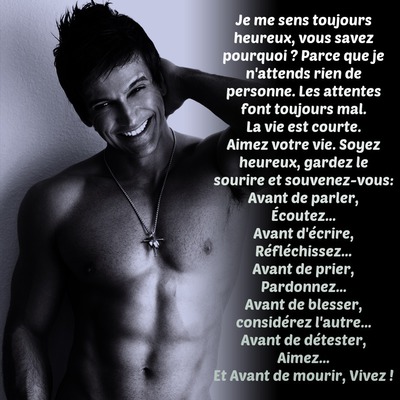 Je me sens toujours
heureux, vous savez
pourquoi ? Parce que je
n'attends rien de
personne. Les attentes
font toujours mal.
La vie est courte.
Aimez votre vie. Soyez
heureux, gardez le
sourire et souvenez-vous:
Avant de parler,
Écoutez...
Avant d'écrire,
Réfléchissez...
Avant de prier,
Pardonnez...
Avant de blesser,
considérez l'autre...
Avant de détester,
Aimez...
Et Avant de mourir, Vivez !